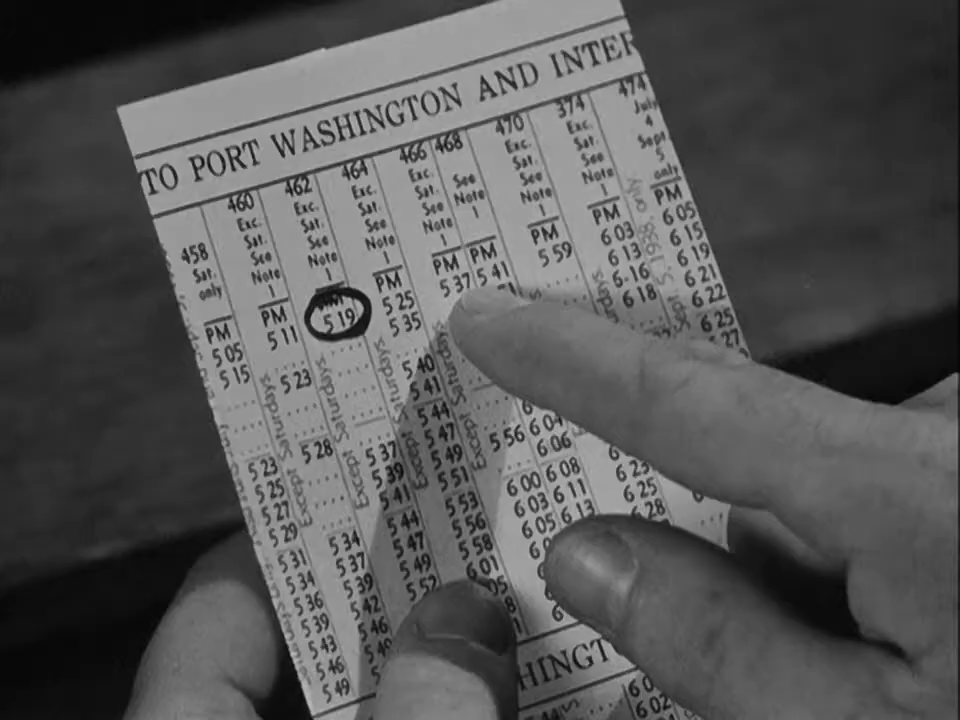 TO PORT WASHINGTON AND INTER
458
Sat.
only
PM
5 05
5 15
5 23
5 25
5 27
5 29
5 31
5 34
5 36
5 39
5 43
5 46
5 49
460
Exc.
Sat.
See
Note
1
PM
5 11
5 23
Except Saturdays
5 28
5 34
5 37
5 39
5 42
5 46
5 49
462
Exc.
Sat.
See
Note
1
5 19
Except Saturdays
5 37
5 39
5 41
5 44
5 47
5 49
5 52
464
Exc.
Sat.
See
Note
1
PM
5 25
5 35
5 40
5 41
5 44
5 47
5 49
5 51
5 53
5 56
5 58
6 01
466
Exc.
Sat.
See
Note
1
PM
5 37
Except Saturdays
5 56
6 00
6 03
6 05
468
See
Note
1
PM
5 41
6 04
6 06
6 08
6 11
6 13
470
Exc.
Sat.
See
Note
1
PM
5 59
6 23
6 25
6 28
374
Exc.
Sat.
See
Note
1
PM
6 03
6 13
6 16
6 18
474
July
4
Sept
5
only
PM
6 05
6 15
6 19
6 21
6 22
6 25
27
HINGT